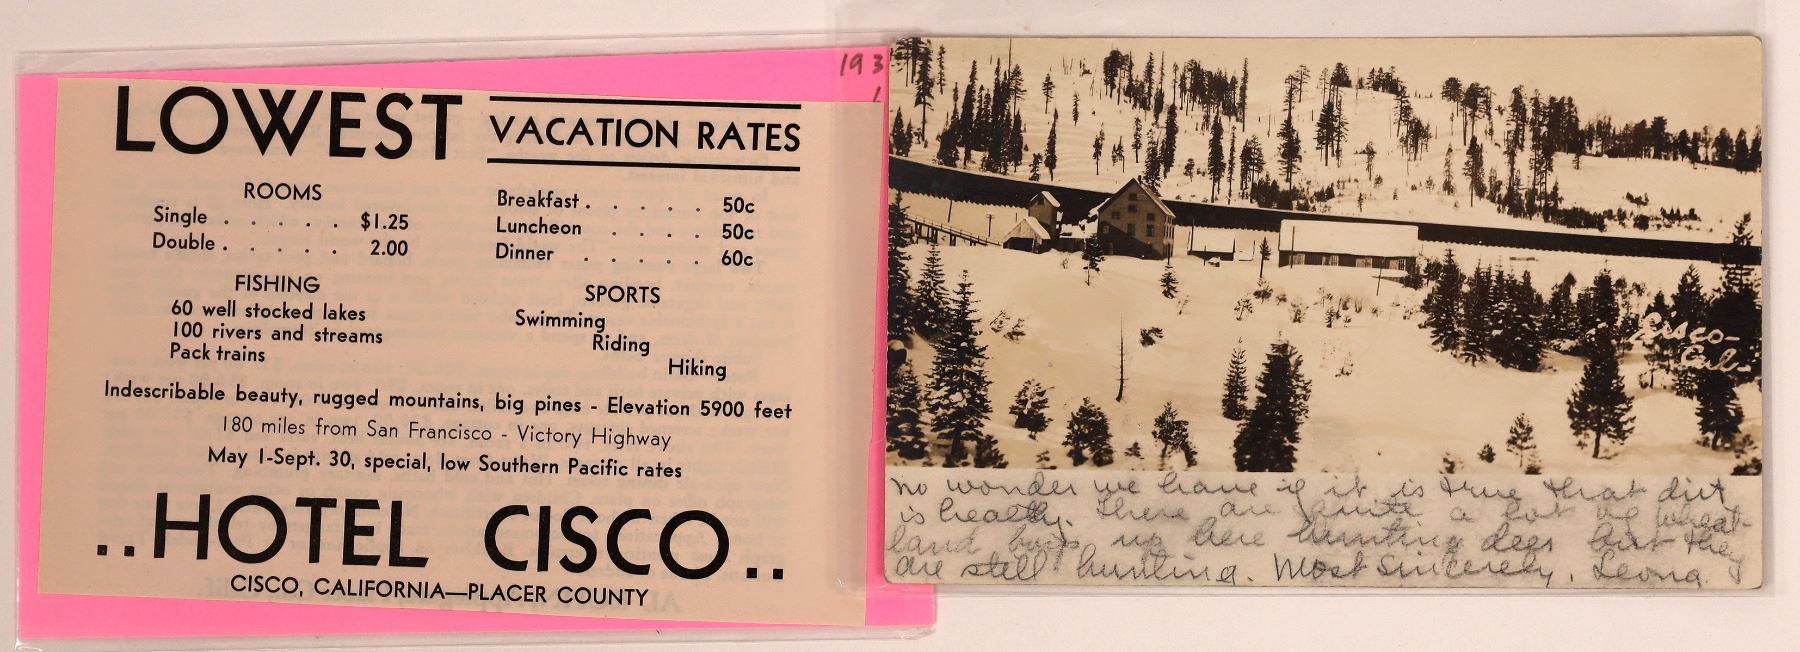 193
LOWEST VACATION RATES
ROOMS
Single . . . . . $1.25
Double . . . . . 2.00
Breakfast . . . . . 50c
Luncheon . . . . . 50c
Dinner . . . . . 60c
FISHING
60 well stocked lakes
100 rivers and streams
Pack trains
SPORTS
Swimming
Riding
Hiking
Indescribable beauty, rugged mountains, big pines - Elevation 5900 feet
180 miles from San Francisco - Victory Highway
May 1-Sept. 30, special, low Southern Pacific rates
..HOTEL CISCO..
CISCO, CALIFORNIA—PLACER COUNTY
Cisco-
Cal-
no wonder we have if it is true that dirt
is healthy. There are quite a lot of Wheat-
land boys up here hunting deer but they
are still hunting. Most Sincerely, Leona.